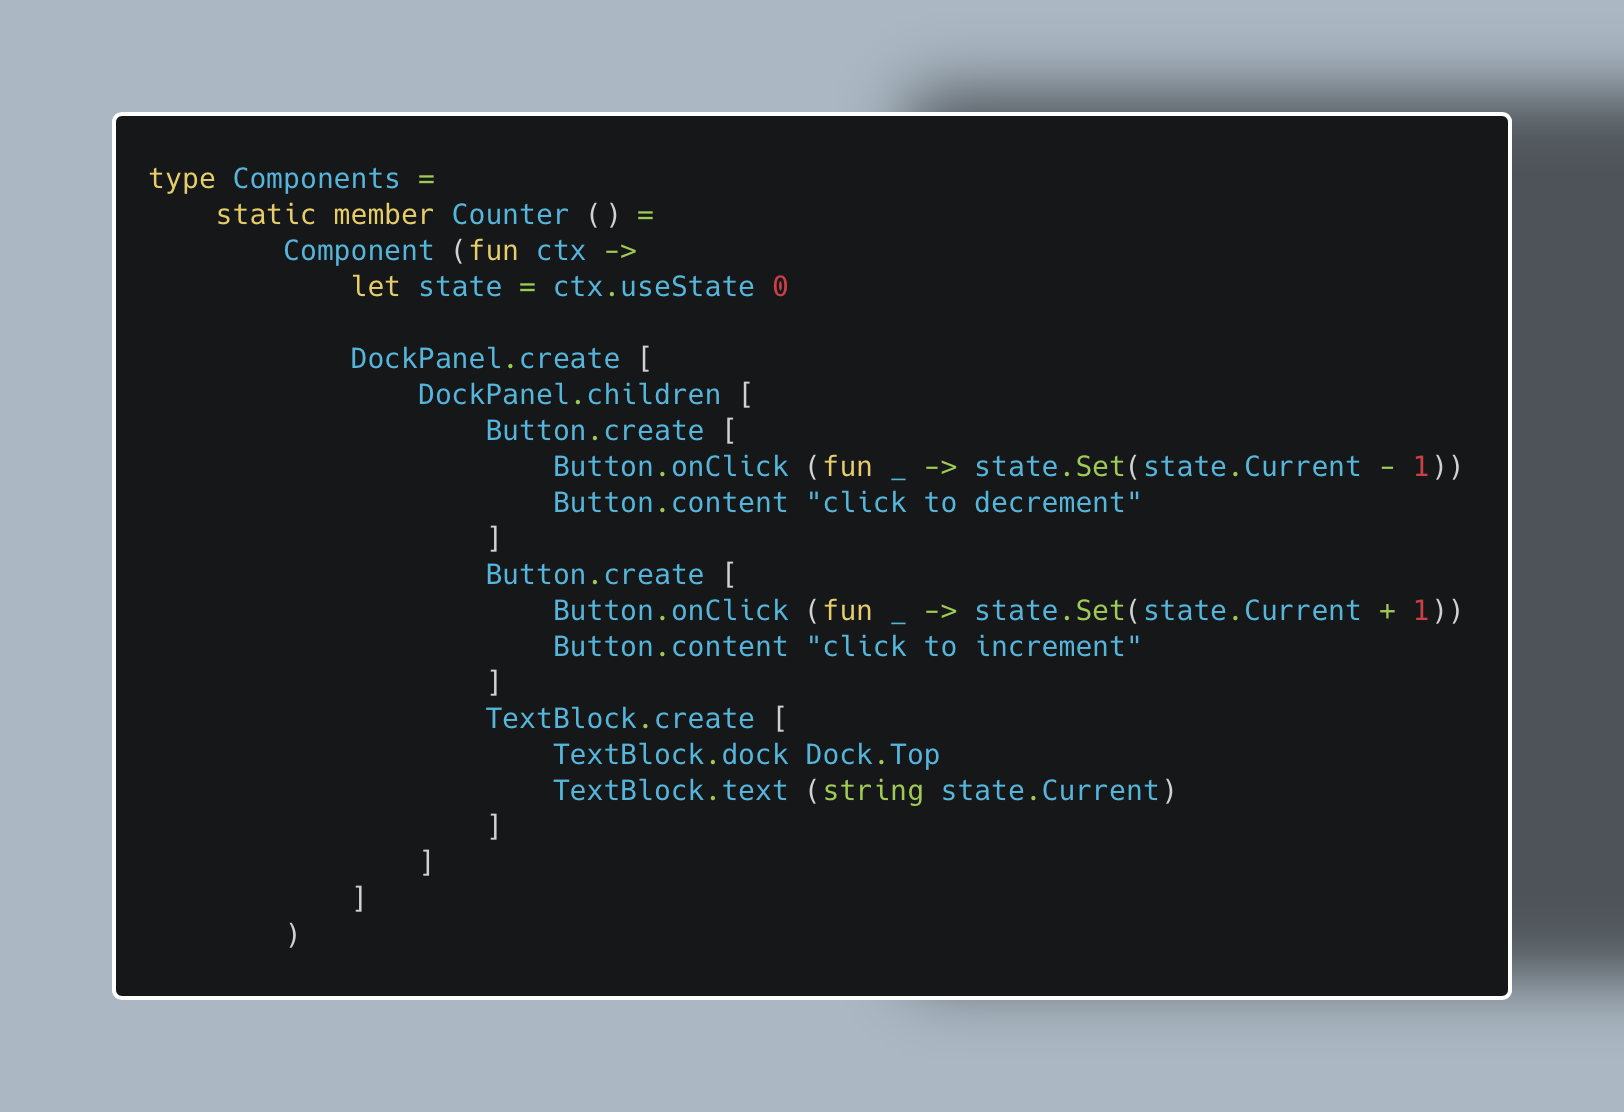 type Components =
    static member Counter () =
        Component (fun ctx ->
            let state = ctx.useState 0

            DockPanel.create [
                DockPanel.children [
                    Button.create [
                        Button.onClick (fun _ -> state.Set(state.Current - 1))
                        Button.content "click to decrement"
                    ]
                    Button.create [
                        Button.onClick (fun _ -> state.Set(state.Current + 1))
                        Button.content "click to increment"
                    ]
                    TextBlock.create [
                        TextBlock.dock Dock.Top
                        TextBlock.text (string state.Current)
                    ]
                ]
            ]
        )